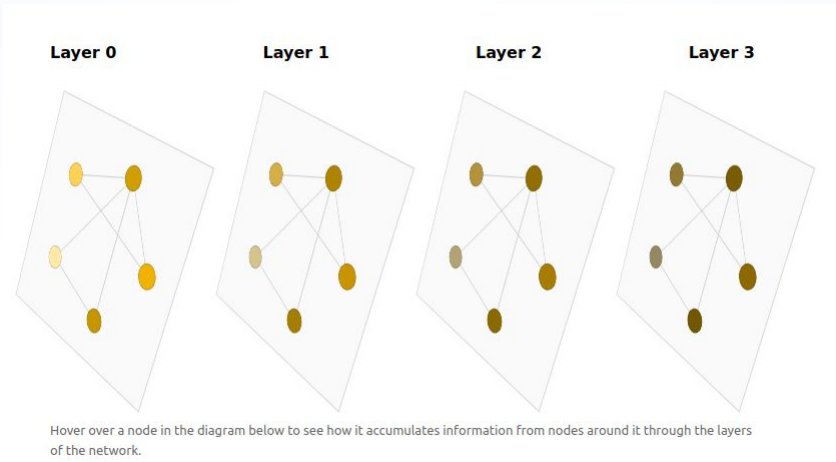 Layer 0 Layer 1 Layer 2 Layer 3
Hover over a node in the diagram below to see how it accumulates information from nodes around it through the layers
of the network.